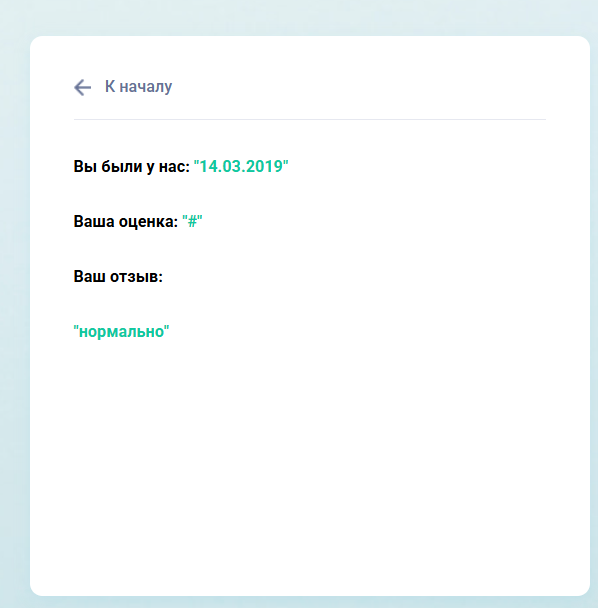 К началу
Вы были у нас: "14.03.2019"
Ваша оценка: "#"
Ваш отзыв:
"нормально"